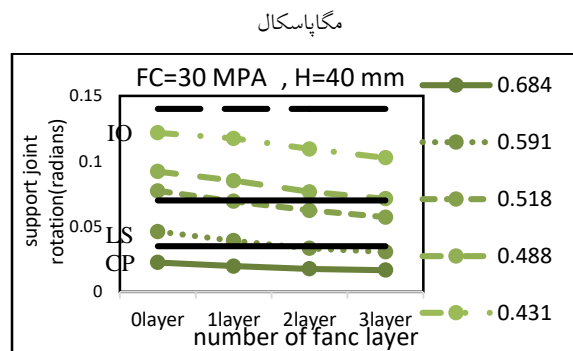 مگاپاسکال
FC=30 MPA , H=40 mm
support joint
rotation(radians)
0.15
0.1
0.05
0
IO
LS
CP
0layer
1layer
2layer
3layer
number of fanc layer
0.684
0.591
0.518
0.488
0.431